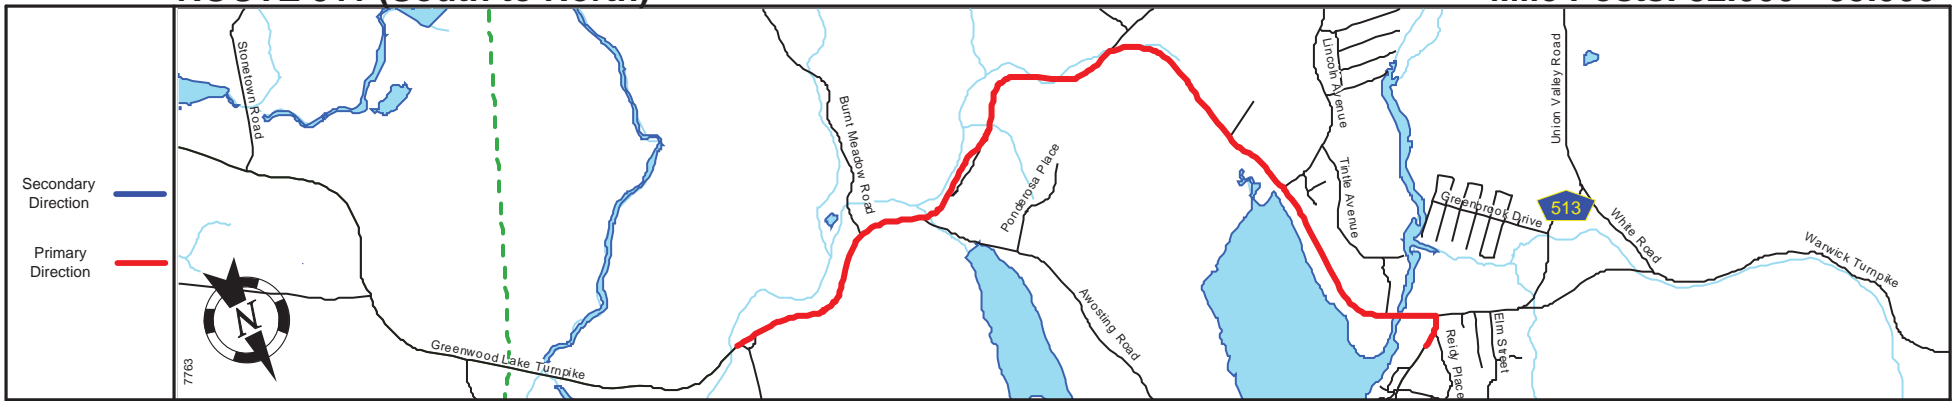 Secondary
Direction
Primary
Direction
Stonetown Road
7763
N
Greenwood Lake Turnpike
Burnt Meadow Road
Ponderosa Place
Awosting Road
Lincoln Avenue
Tintle Avenue
Greenbrook Drive
Union Valley Road
513
White Road
Warwick Turnpike
Reidy Place
Elm Street